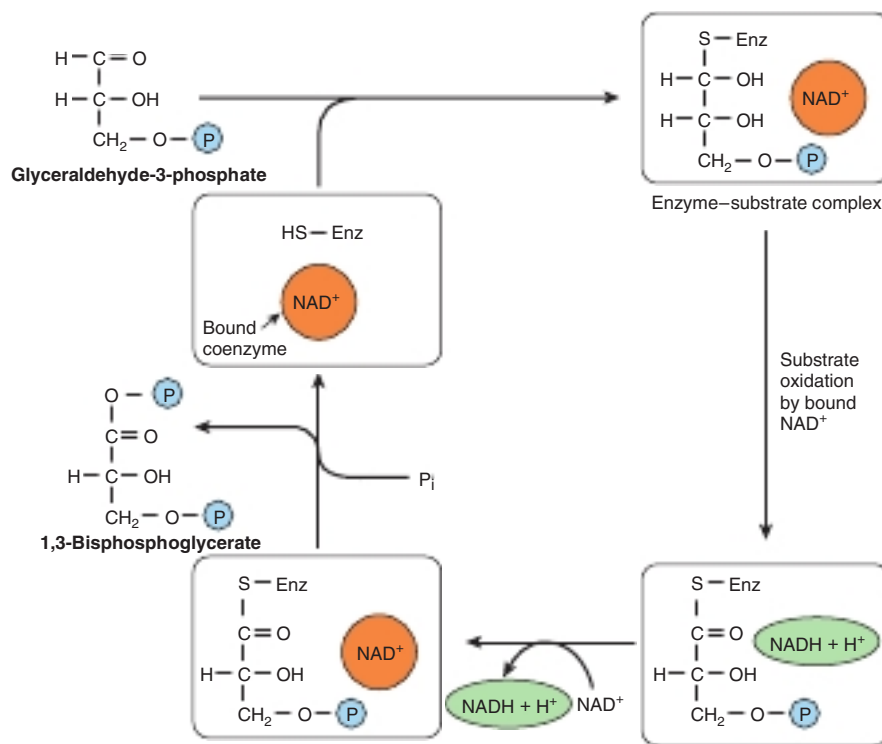 H–C=O
H–C–OH
CH₂–O–P
Glyceraldehyde-3-phosphate
S–Enz
H–C–OH
H–C–OH
CH₂–O–P
NAD⁺
Enzyme–substrate complex
HS–Enz
NAD⁺
Bound
coenzyme
Substrate
oxidation
by bound
NAD⁺
O–P
C=O
H–C–OH
CH₂–O–P
1,3-Bisphosphoglycerate
Pi
S–Enz
C=O
H–C–OH
CH₂–O–P
NAD⁺
NADH + H⁺
NAD⁺
S–Enz
C=O
H–C–OH
CH₂–O–P
NADH + H⁺